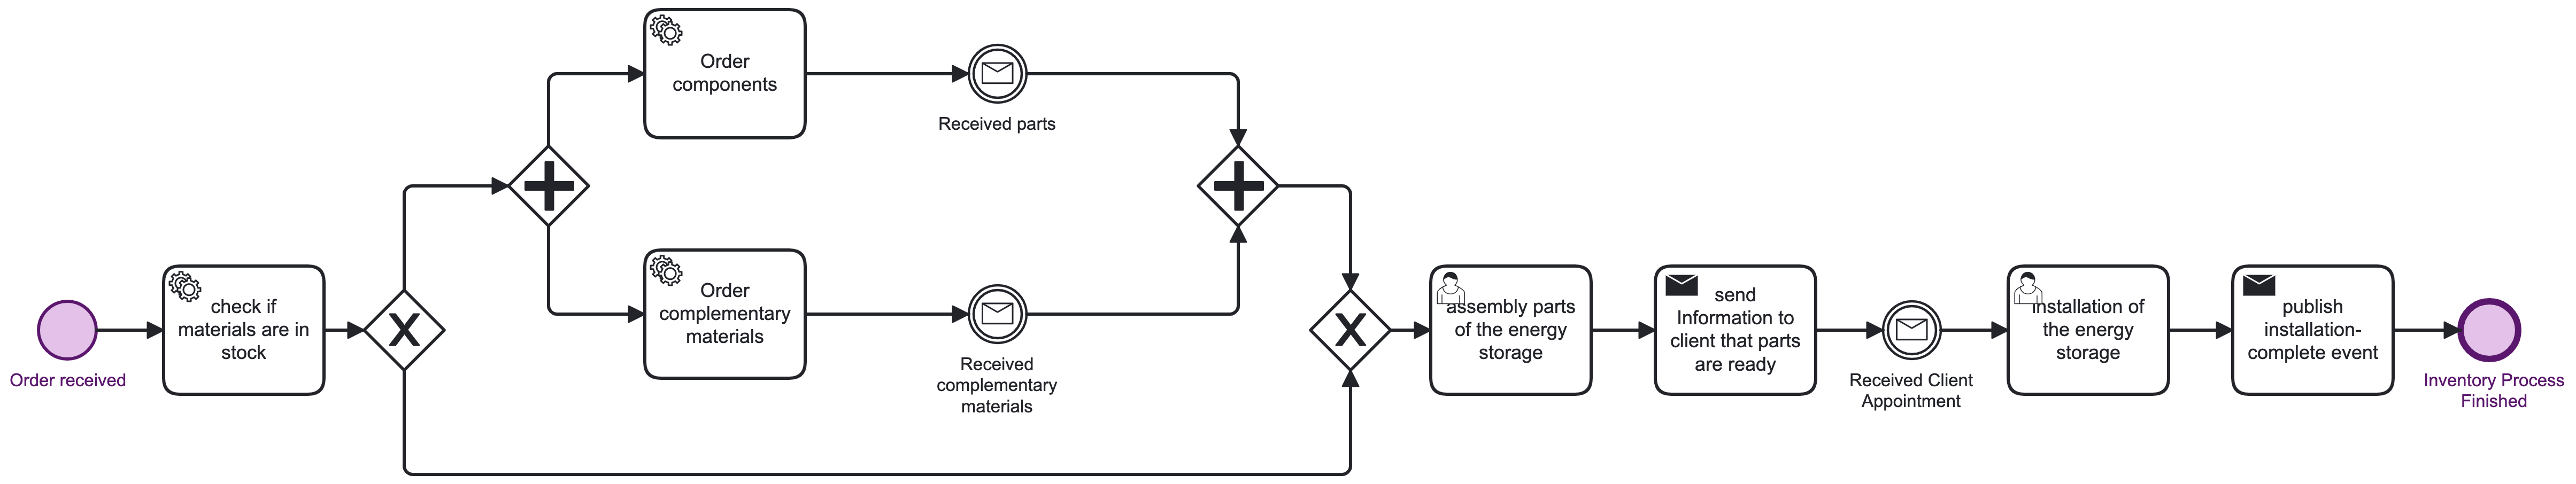 Order received
check if
materials are in
stock
Order
components
Received parts
Order
complementary
materials
Received
complementary
materials
assembly parts
of the energy
storage
send
Information to
client that parts
are ready
Received Client
Appointment
installation of
the energy
storage
publish
installation-
complete event
Inventory Process
Finished